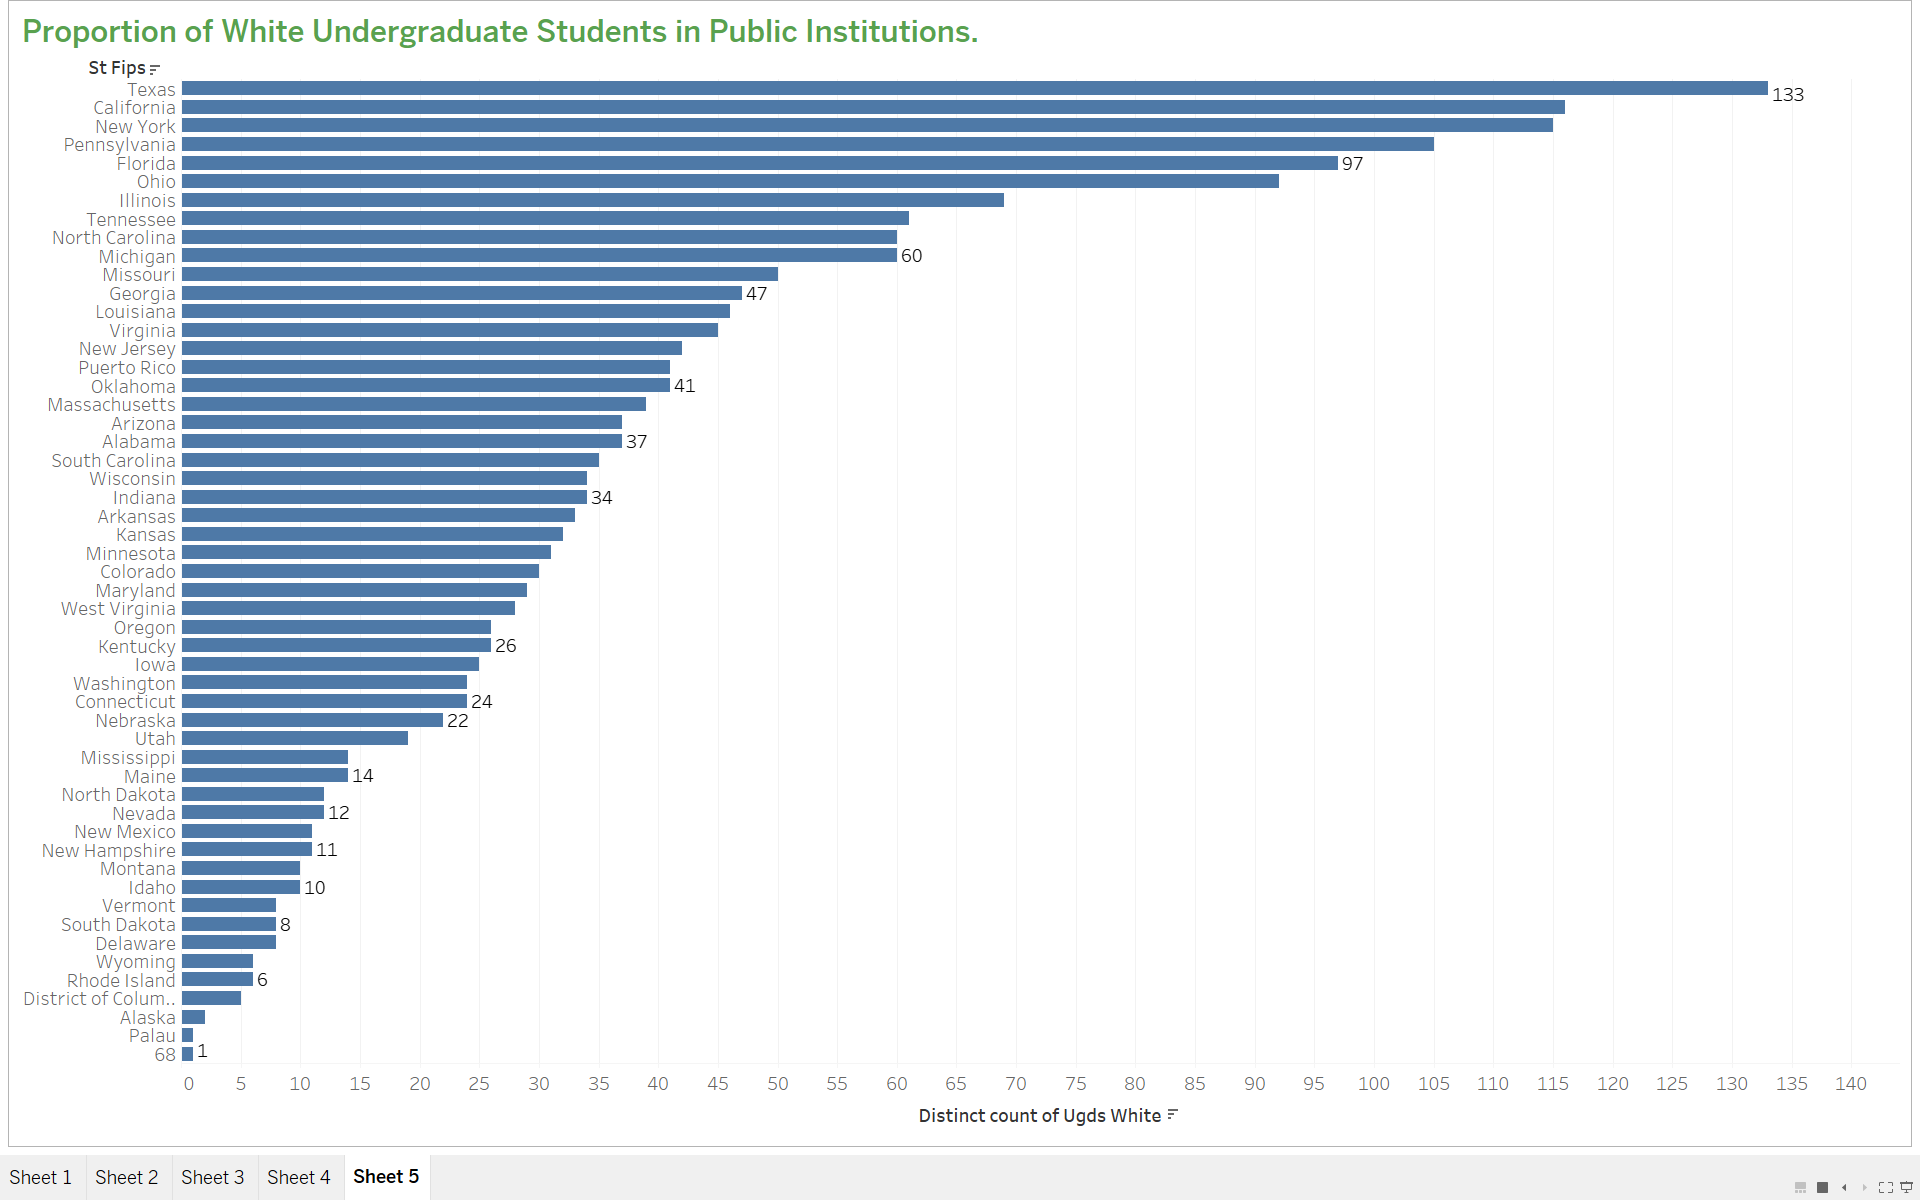 Proportion of White Undergraduate Students in Public Institutions.
St Fips
Texas 133
California
New York
Pennsylvania
Florida 97
Ohio
Illinois
Tennessee
North Carolina
Michigan 60
Missouri
Georgia 47
Louisiana
Virginia
New Jersey
Puerto Rico
Oklahoma 41
Massachusetts
Arizona
Alabama 37
South Carolina
Wisconsin
Indiana 34
Arkansas
Kansas
Minnesota
Colorado
Maryland
West Virginia
Oregon
Kentucky 26
Iowa
Washington
Connecticut 24
Nebraska 22
Utah
Mississippi
Maine 14
North Dakota
Nevada 12
New Mexico
New Hampshire 11
Montana
Idaho 10
Vermont
South Dakota 8
Delaware
Wyoming
Rhode Island 6
District of Colum..
Alaska
Palau
68 1
0 5 10 15 20 25 30 35 40 45 50 55 60 65 70 75 80 85 90 95 100 105 110 115 120 125 130 135 140
Distinct count of Ugds White
Sheet 1 Sheet 2 Sheet 3 Sheet 4 Sheet 5